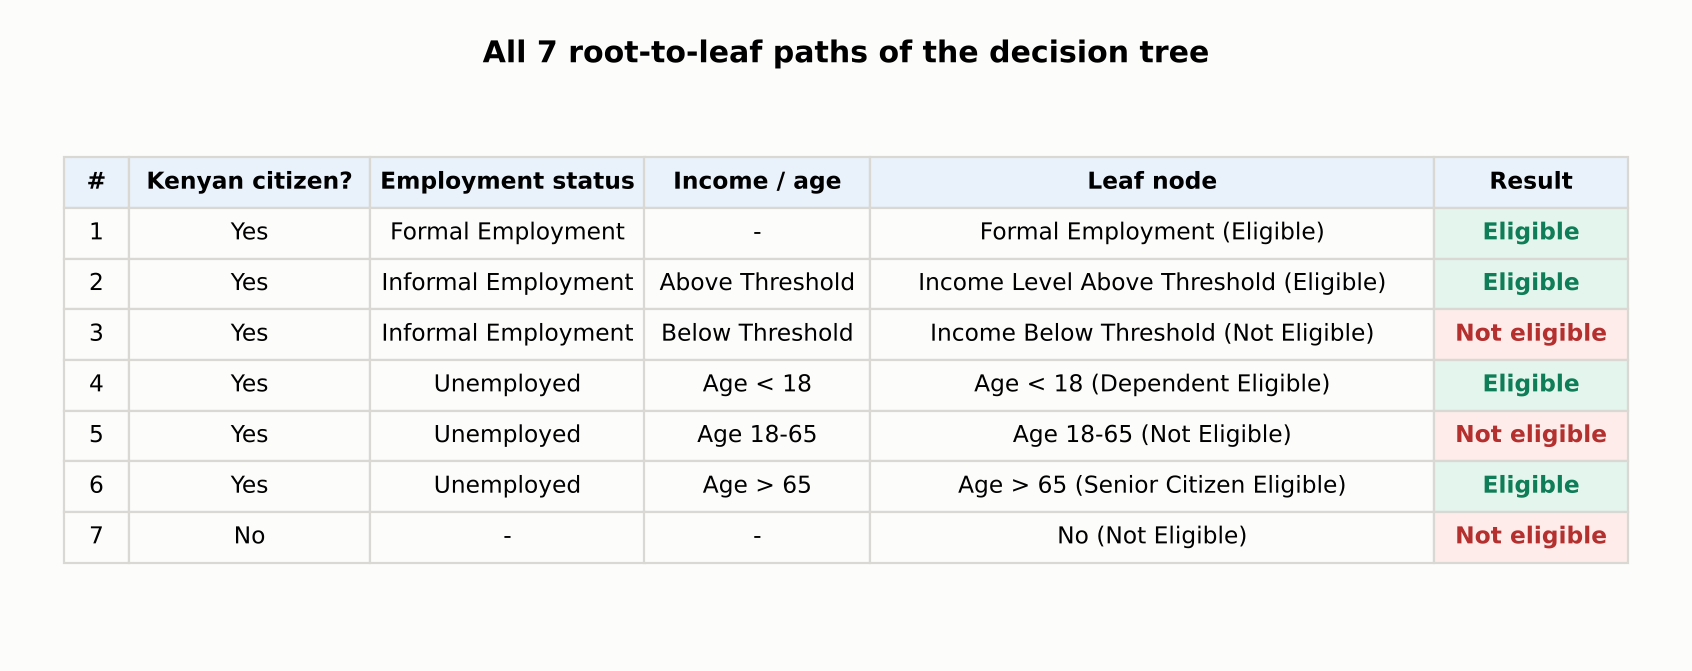 All 7 root-to-leaf paths of the decision tree
# Kenyan citizen? Employment status Income / age Leaf node Result
1 Yes Formal Employment - Formal Employment (Eligible) Eligible
2 Yes Informal Employment Above Threshold Income Level Above Threshold (Eligible) Eligible
3 Yes Informal Employment Below Threshold Income Below Threshold (Not Eligible) Not eligible
4 Yes Unemployed Age < 18 Age < 18 (Dependent Eligible) Eligible
5 Yes Unemployed Age 18-65 Age 18-65 (Not Eligible) Not eligible
6 Yes Unemployed Age > 65 Age > 65 (Senior Citizen Eligible) Eligible
7 No - - No (Not Eligible) Not eligible